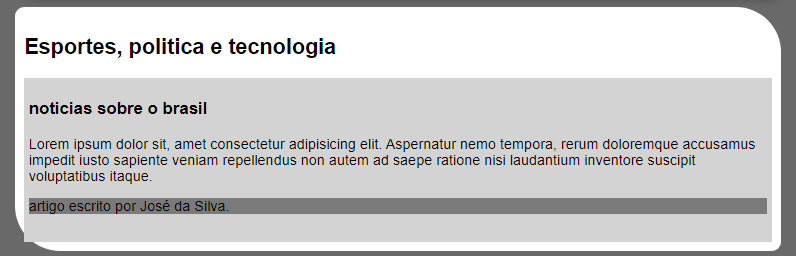 Esportes, politica e tecnologia
noticias sobre o brasil
Lorem ipsum dolor sit, amet consectetur adipisicing elit. Aspernatur nemo tempora, rerum doloremque accusamus
impedit iusto sapiente veniam repellendus non autem ad saepe ratione nisi laudantium inventore suscipit
voluptatibus itaque.
artigo escrito por José da Silva.